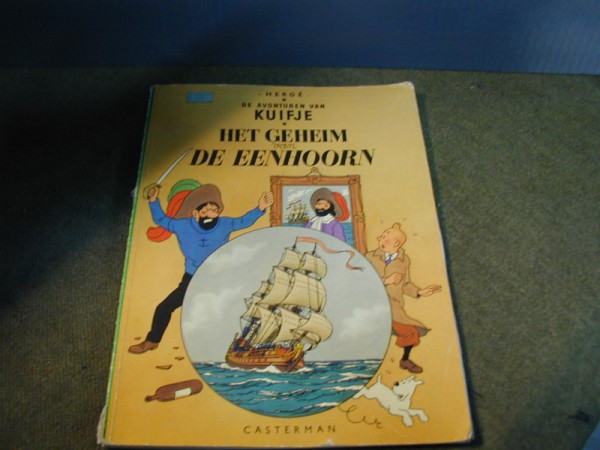 HERGÉ
DE AVONTUREN VAN
KUIFJE
HET GEHEIM
van
DE EENHOORN
CASTERMAN